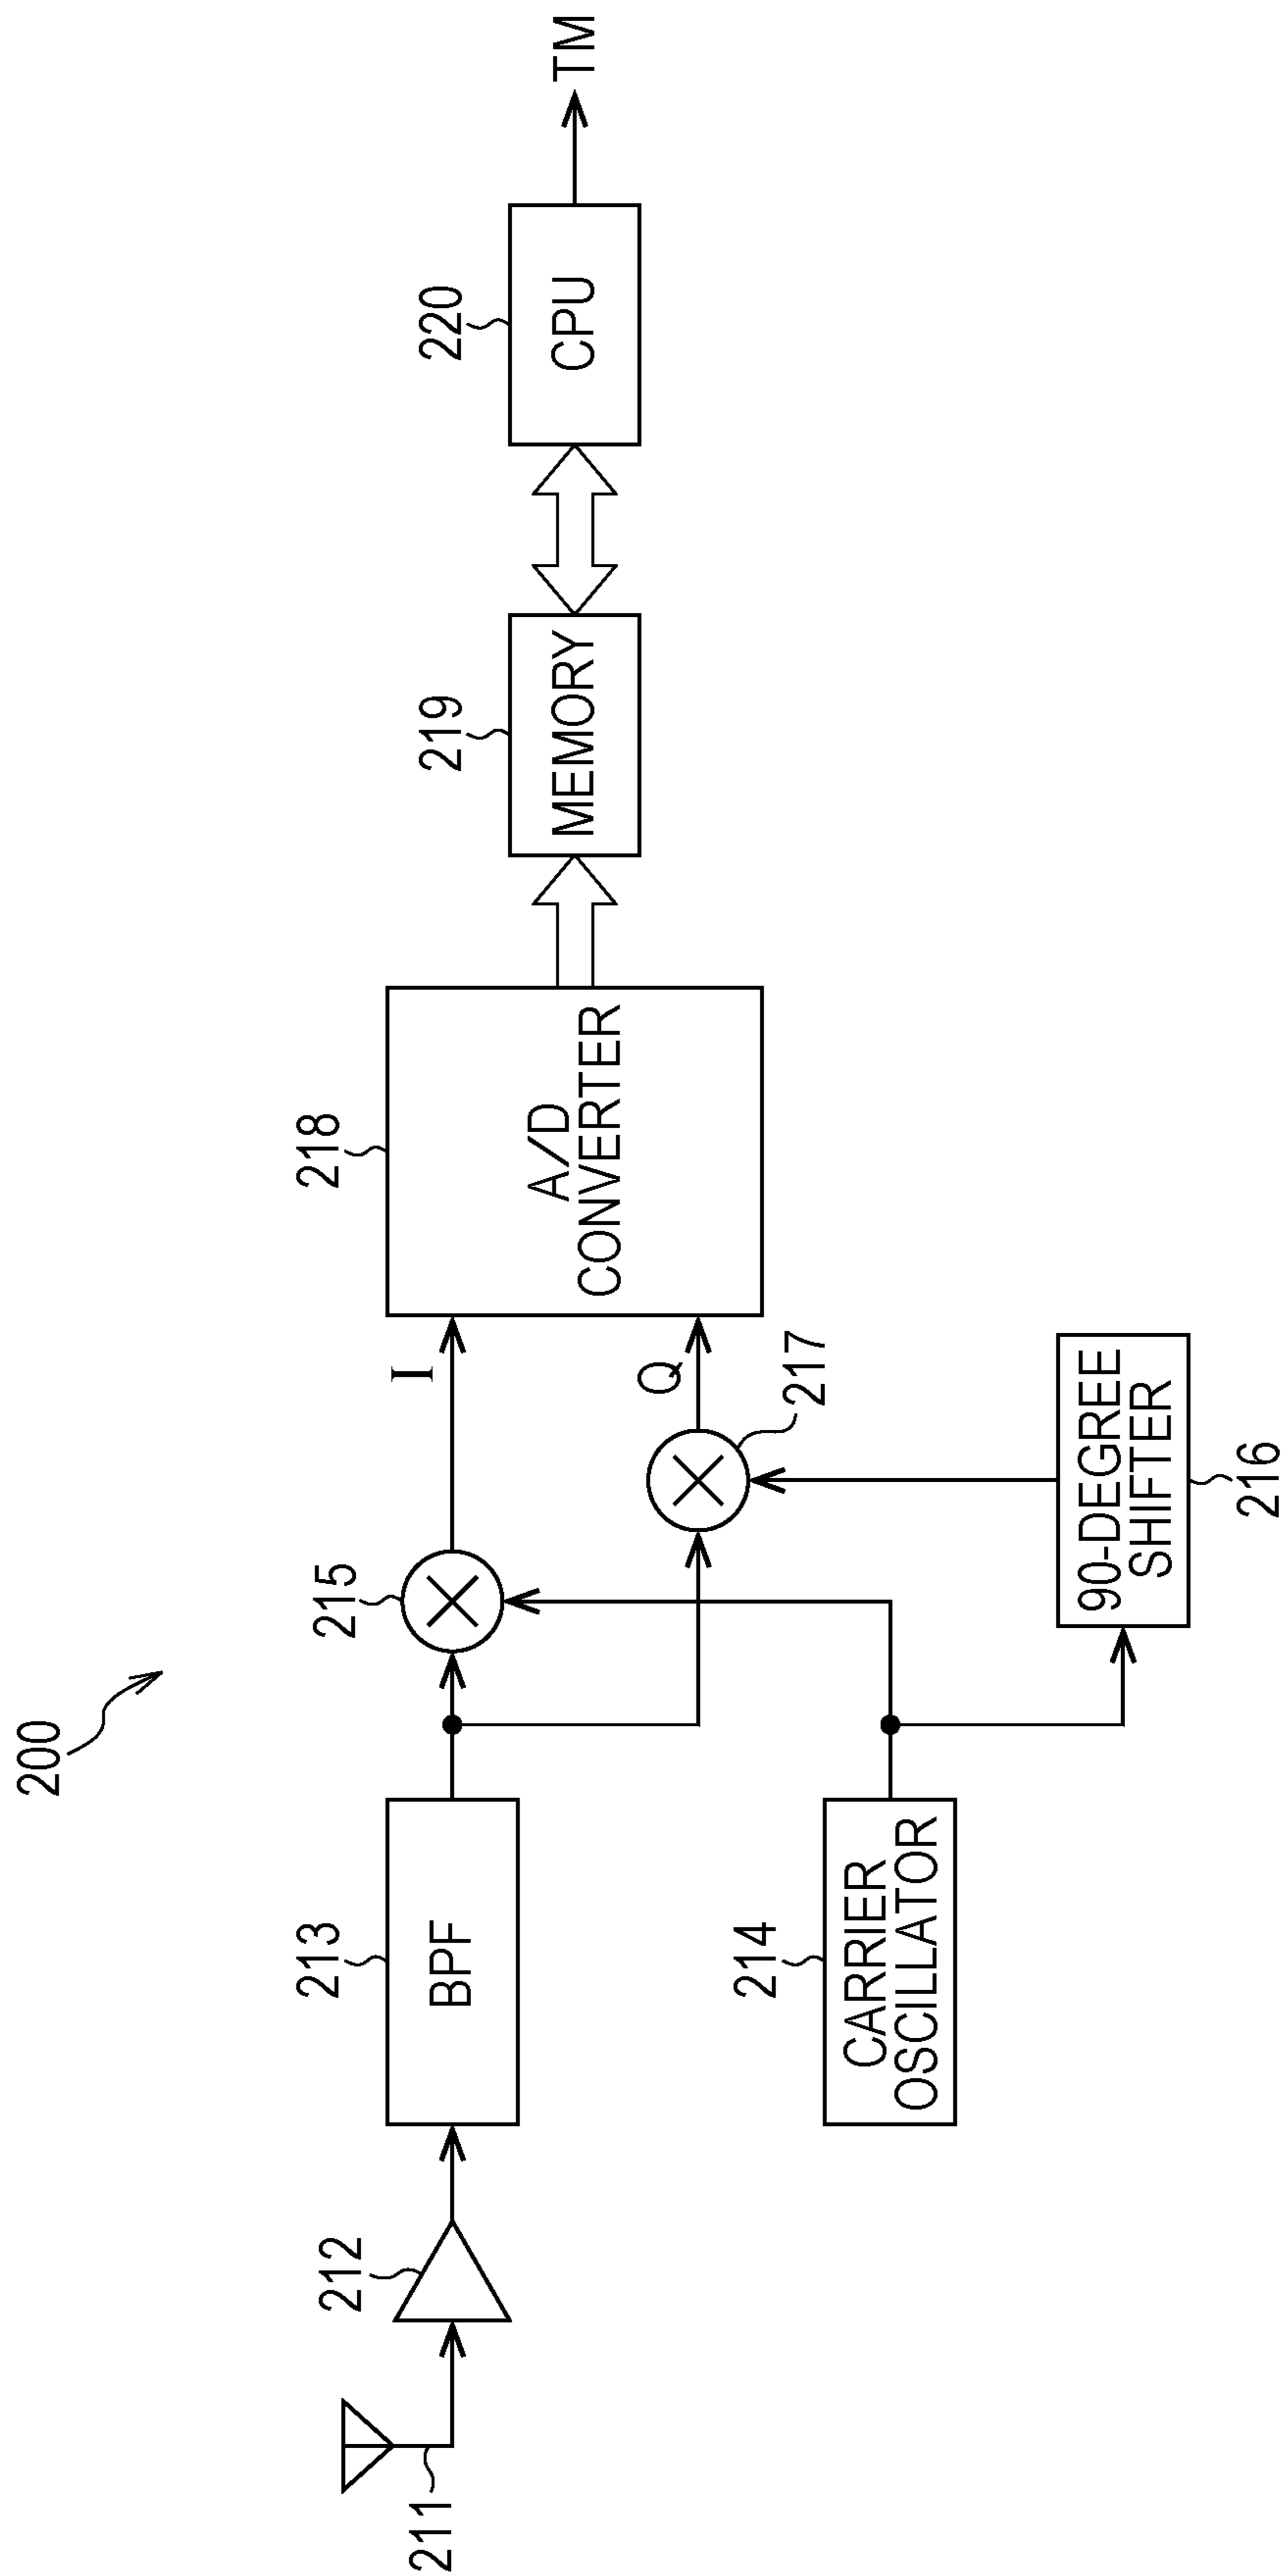 200
211
212
213
BPF
214
CARRIER
OSCILLATOR
215
I
Q
217
90-DEGREE
SHIFTER
216
218
A/D
CONVERTER
219
MEMORY
220
CPU
TM